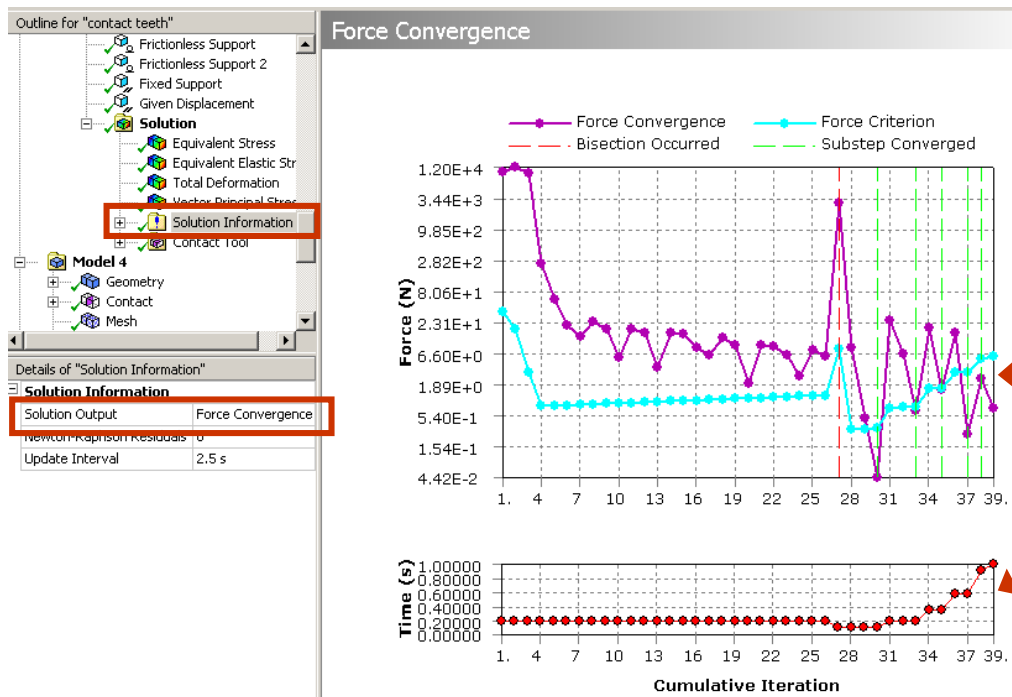 Outline for "contact teeth"
Frictionless Support
Frictionless Support 2
Fixed Support
Given Displacement
Solution
Equivalent Stress
Equivalent Elastic Str
Total Deformation
Vector Principal Stres
Solution Information
Contact Tool
Model 4
Geometry
Contact
Mesh
Details of "Solution Information"
Solution Information
Solution Output Force Convergence
Newton-Raphson Residuals 0
Update Interval 2.5 s
Force Convergence
Force Convergence Force Criterion
Bisection Occurred Substep Converged
Force (N)
1.20E+4
3.44E+3
9.85E+2
2.82E+2
8.06E+1
2.31E+1
6.60E+0
1.89E+0
5.40E-1
1.54E-1
4.42E-2
1. 4 7 10 13 16 19 22 25 28 31 34 37 39.
Time (s)
1.00000
0.80000
0.60000
0.40000
0.20000
0.00000
1. 4 7 10 13 16 19 22 25 28 31 34 37 39.
Cumulative Iteration